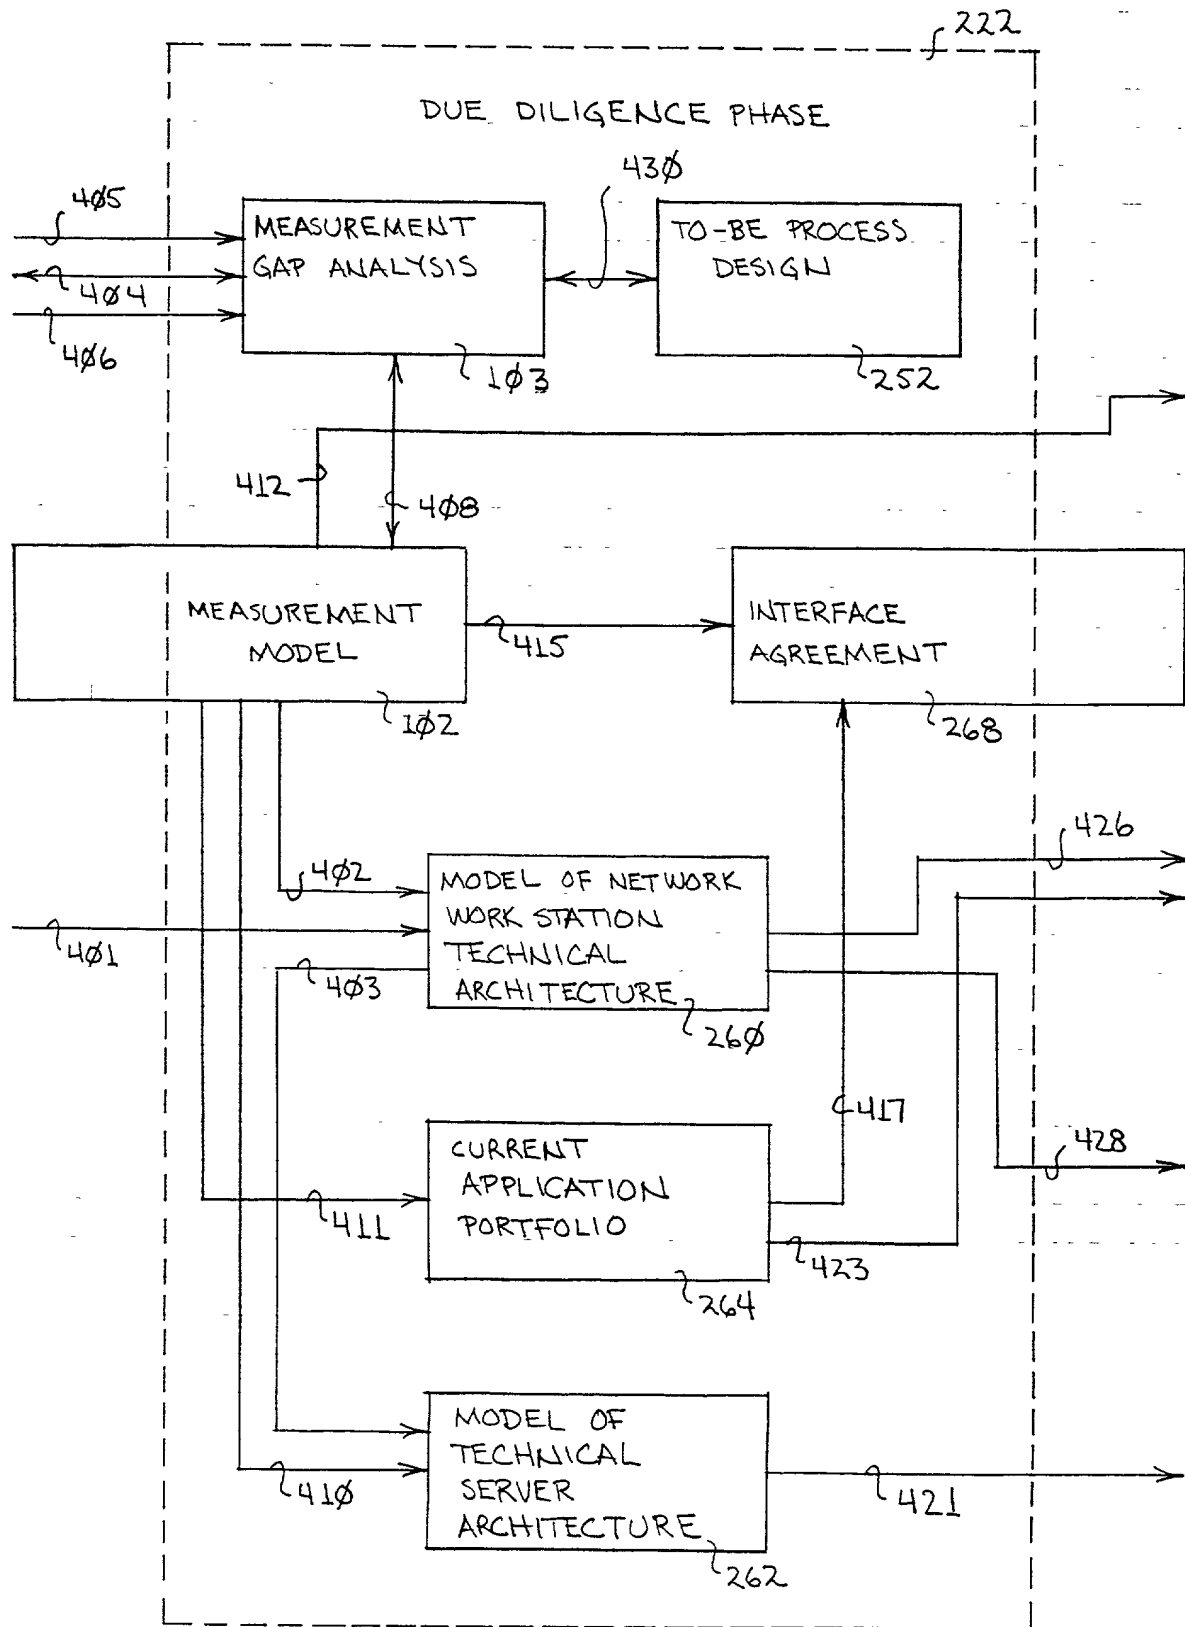 222
DUE DILIGENCE PHASE
430
405
MEASUREMENT
GAP ANALYSIS
TO-BE PROCESS
DESIGN
404
406
103
252
412
408
MEASUREMENT
MODEL
INTERFACE
AGREEMENT
415
102
268
426
402
MODEL OF NETWORK
WORK STATION
TECHNICAL
ARCHITECTURE
401
403
260
417
428
CURRENT
APPLICATION
PORTFOLIO
411
423
264
MODEL OF
TECHNICAL
SERVER
ARCHITECTURE
410
421
262